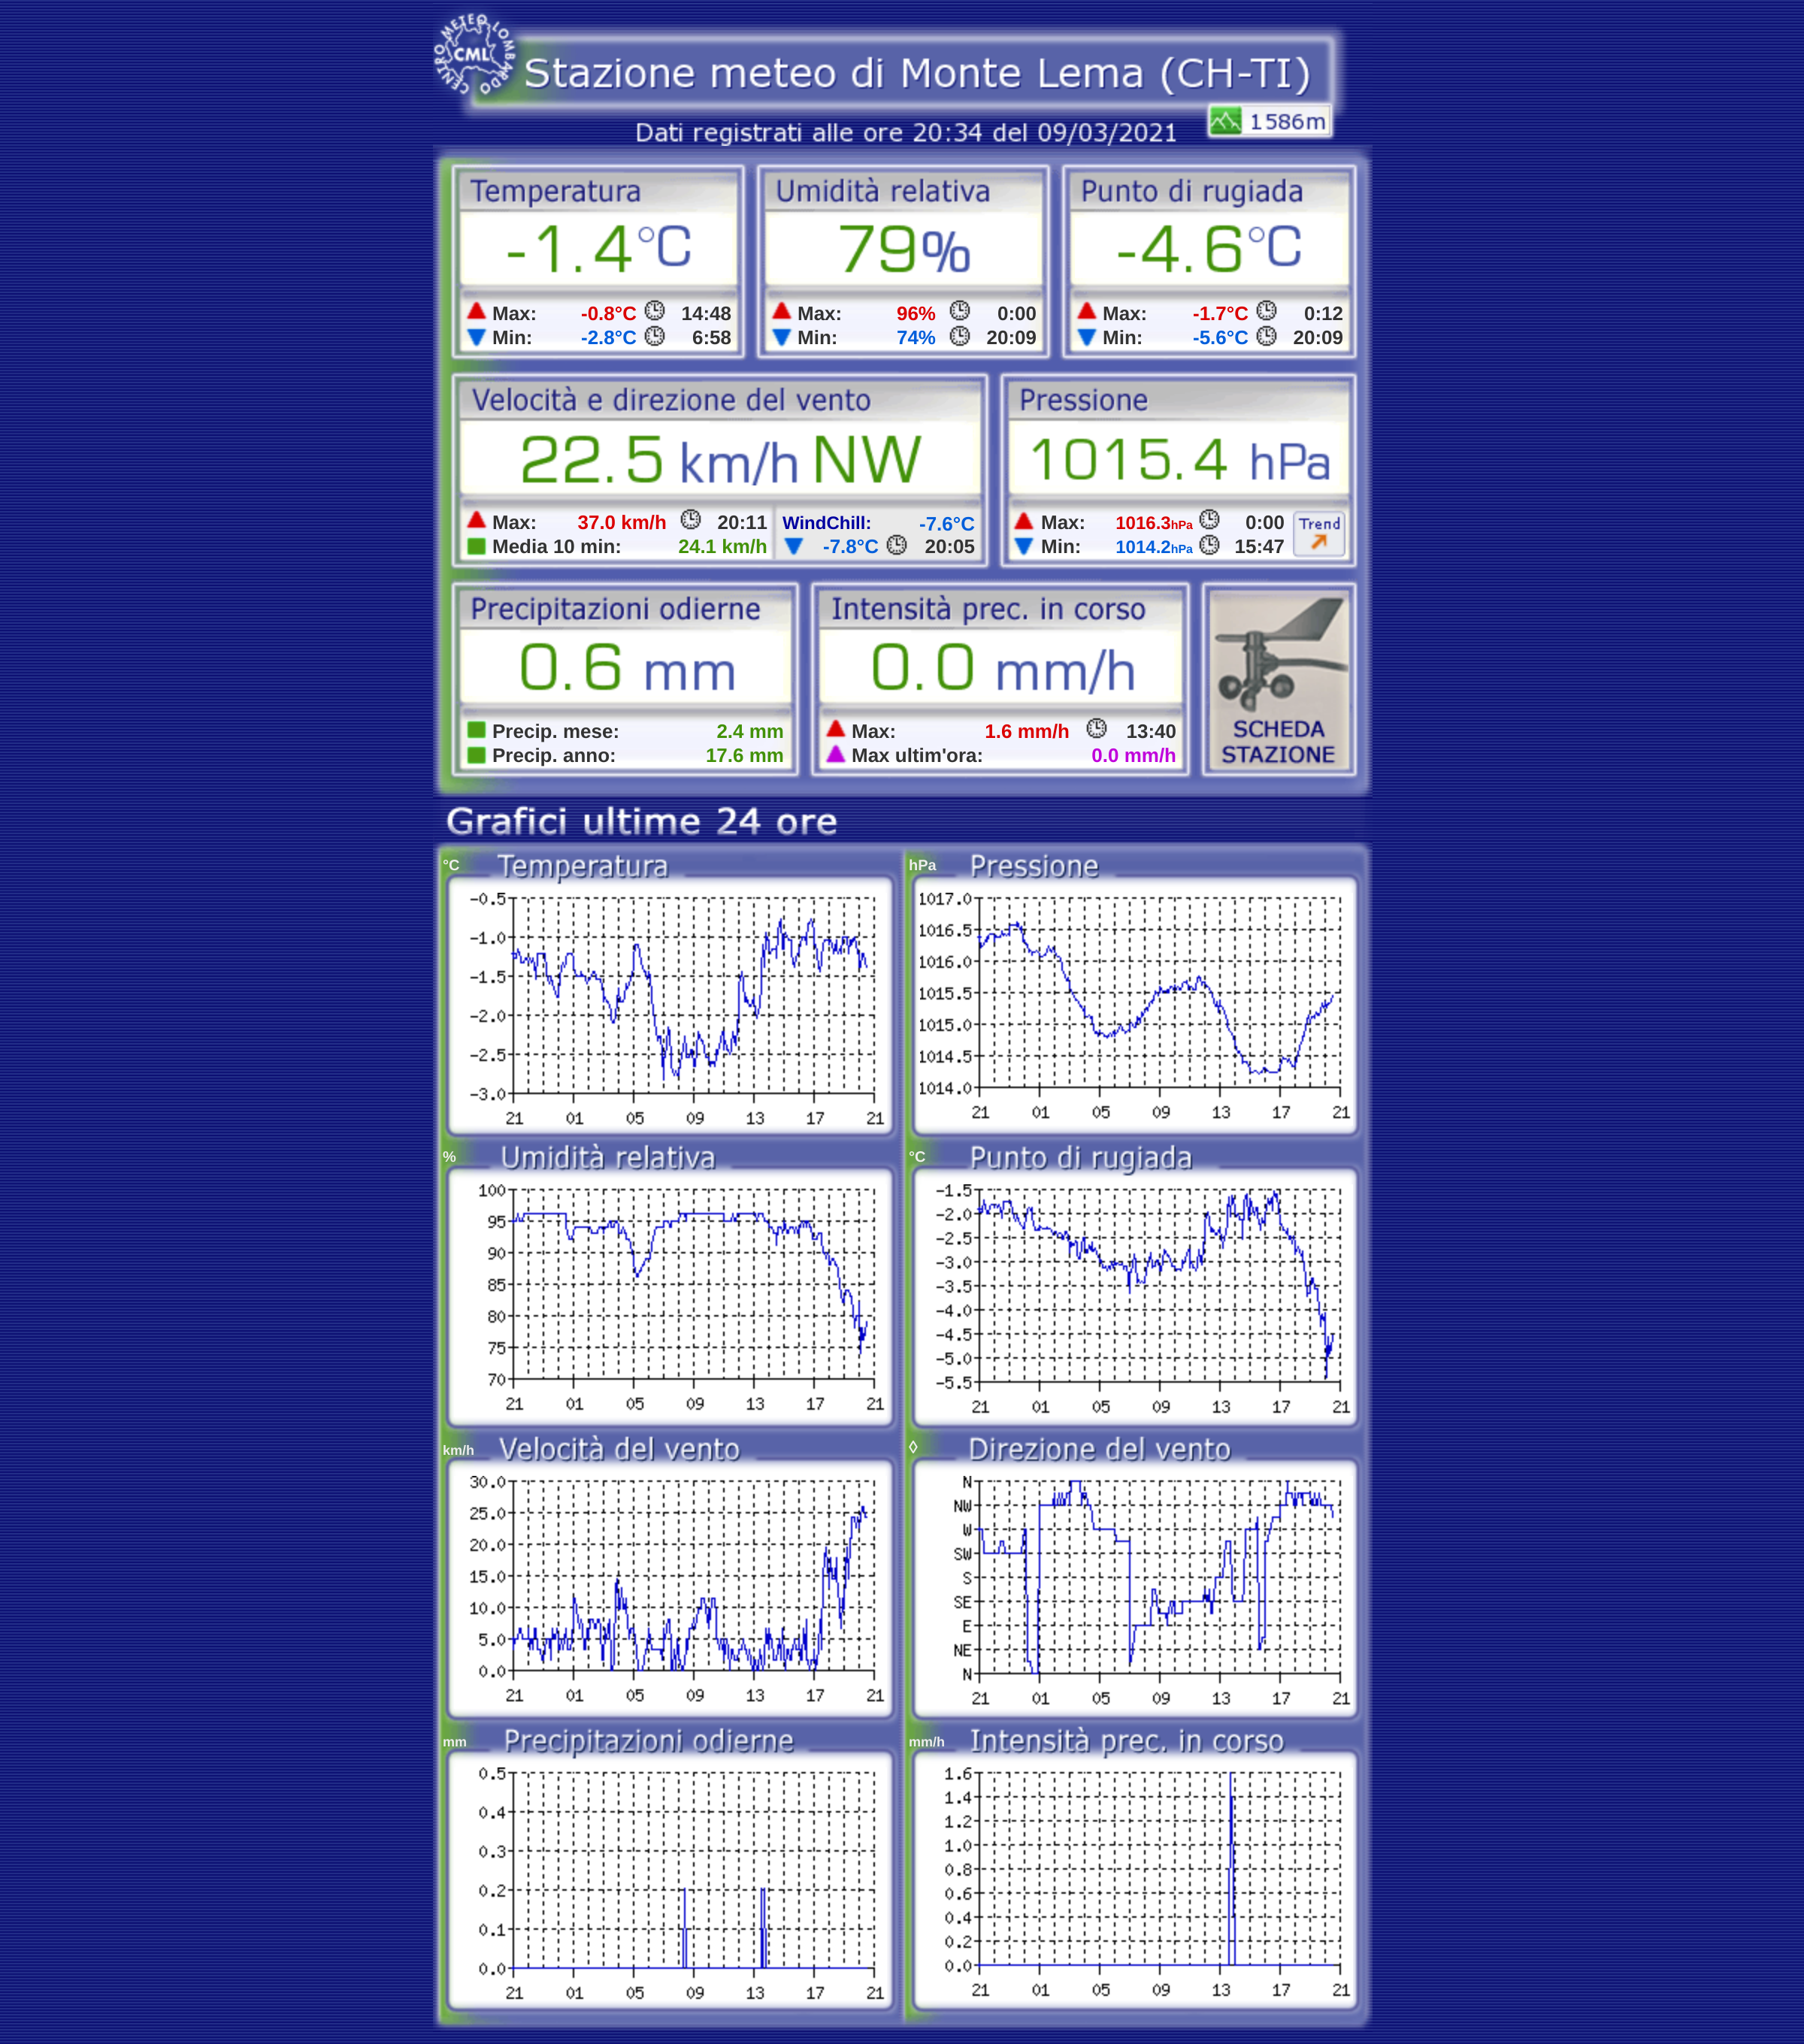 CENTRO METEO LOMBARDO
CML
Stazione meteo di Monte Lema (CH-TI)
1586m
Dati registrati alle ore 20:34 del 09/03/2021
Temperatura
-1.4°C
Max: -0.8°C 14:48
Min: -2.8°C 6:58
Umidità relativa
79%
Max: 96% 0:00
Min: 74% 20:09
Punto di rugiada
-4.6°C
Max: -1.7°C 0:12
Min: -5.6°C 20:09
Velocità e direzione del vento
22.5 km/h NW
Max: 37.0 km/h 20:11
Media 10 min: 24.1 km/h
WindChill: -7.6°C
-7.8°C 20:05
Pressione
1015.4 hPa
Max: 1016.3hPa 0:00
Min: 1014.2hPa 15:47
Trend
Precipitazioni odierne
0.6 mm
Precip. mese: 2.4 mm
Precip. anno: 17.6 mm
Intensità prec. in corso
0.0 mm/h
Max: 1.6 mm/h 13:40
Max ultim'ora: 0.0 mm/h
SCHEDA
STAZIONE
Grafici ultime 24 ore
°C Temperatura
-0.5
-1.0
-1.5
-2.0
-2.5
-3.0
21 01 05 09 13 17 21
hPa Pressione
1017.0
1016.5
1016.0
1015.5
1015.0
1014.5
1014.0
21 01 05 09 13 17 21
% Umidità relativa
100
95
90
85
80
75
70
21 01 05 09 13 17 21
°C Punto di rugiada
-1.5
-2.0
-2.5
-3.0
-3.5
-4.0
-4.5
-5.0
-5.5
21 01 05 09 13 17 21
km/h Velocità del vento
30.0
25.0
20.0
15.0
10.0
5.0
0.0
21 01 05 09 13 17 21
◊ Direzione del vento
N
NW
W
SW
S
SE
E
NE
N
21 01 05 09 13 17 21
mm Precipitazioni odierne
0.5
0.4
0.3
0.2
0.1
0.0
21 01 05 09 13 17 21
mm/h Intensità prec. in corso
1.6
1.4
1.2
1.0
0.8
0.6
0.4
0.2
0.0
21 01 05 09 13 17 21